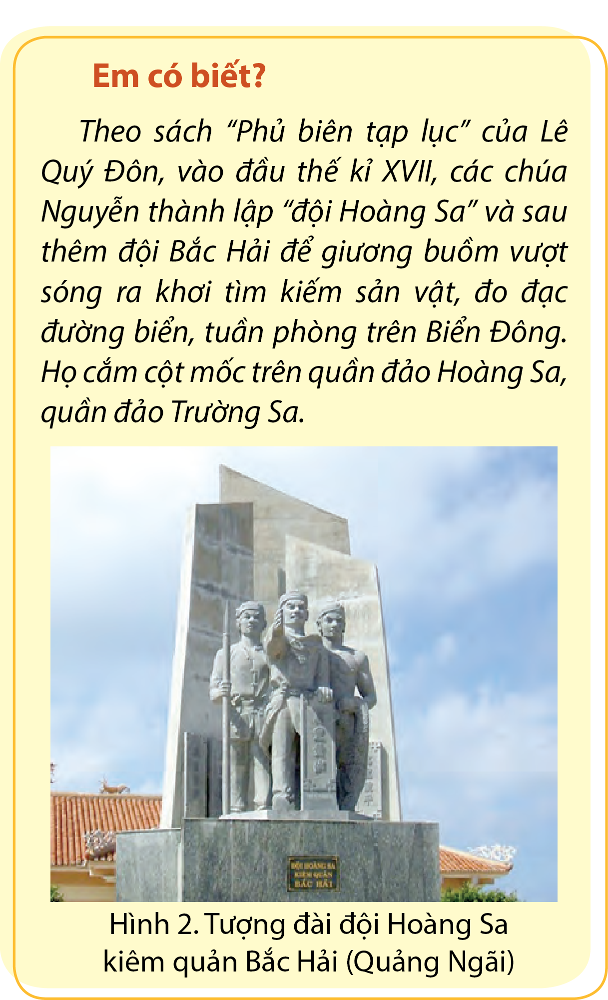 Em có biết?
Theo sách “Phủ biên tạp lục” của Lê
Quý Đôn, vào đầu thế kỉ XVII, các chúa
Nguyễn thành lập “đội Hoàng Sa” và sau
thêm đội Bắc Hải để giương buồm vượt
sóng ra khơi tìm kiếm sản vật, đo đạc
đường biển, tuần phòng trên Biển Đông.
Họ cắm cột mốc trên quần đảo Hoàng Sa,
quần đảo Trường Sa.
ĐỘI HOÀNG SA
KIÊM QUẢN
BẮC HẢI
Hình 2. Tượng đài đội Hoàng Sa
kiêm quản Bắc Hải (Quảng Ngãi)